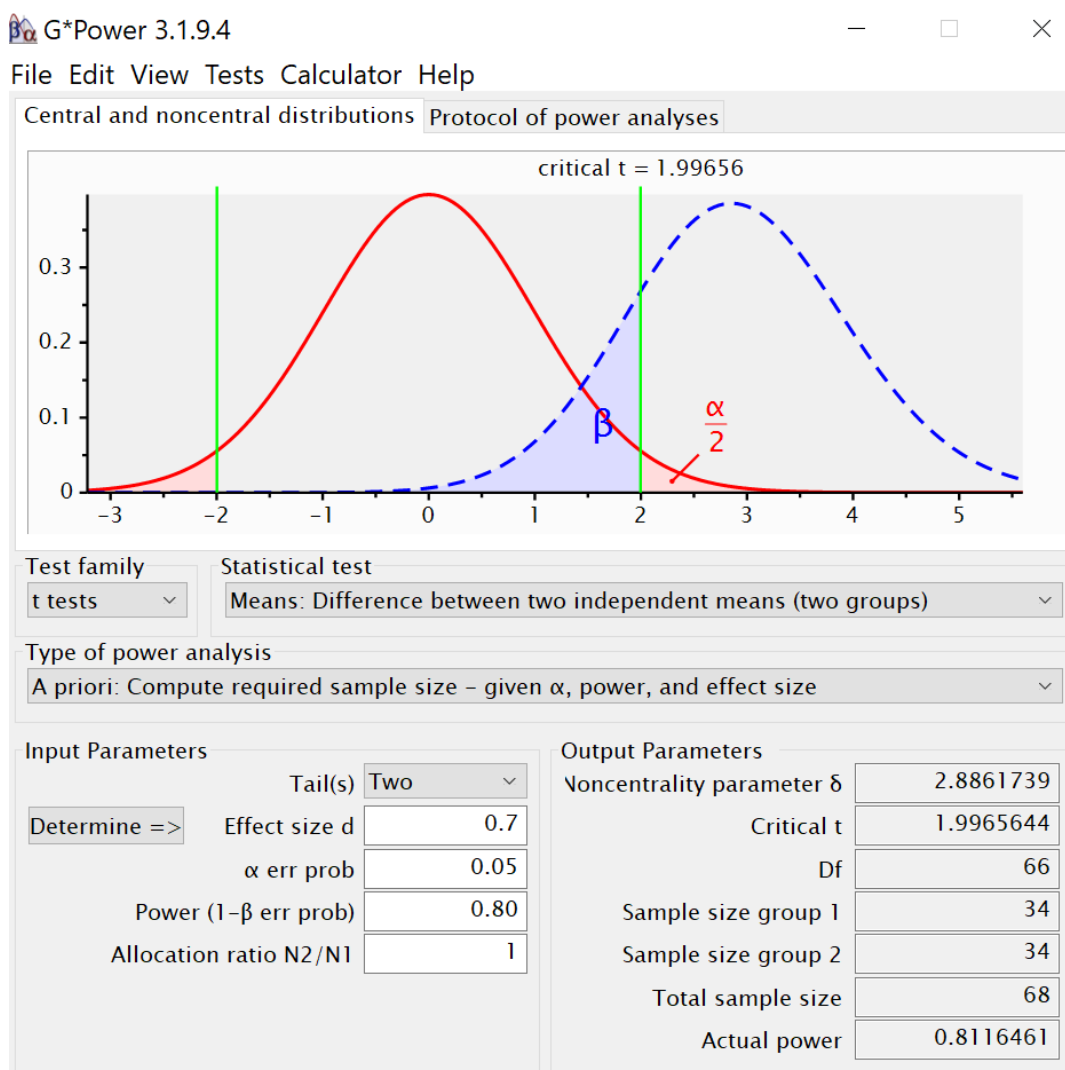 G*Power 3.1.9.4
File Edit View Tests Calculator Help
Central and noncentral distributions Protocol of power analyses
critical t = 1.99656
0.3
0.2
0.1
0
β
α
2
−3 −2 −1 0 1 2 3 4 5
Test family Statistical test
t tests Means: Difference between two independent means (two groups)
Type of power analysis
A priori: Compute required sample size – given α, power, and effect size
Input Parameters Output Parameters
Tail(s) Two Noncentrality parameter δ 2.8861739
Determine => Effect size d 0.7 Critical t 1.9965644
α err prob 0.05 Df 66
Power (1−β err prob) 0.80 Sample size group 1 34
Allocation ratio N2/N1 1 Sample size group 2 34
Total sample size 68
Actual power 0.8116461